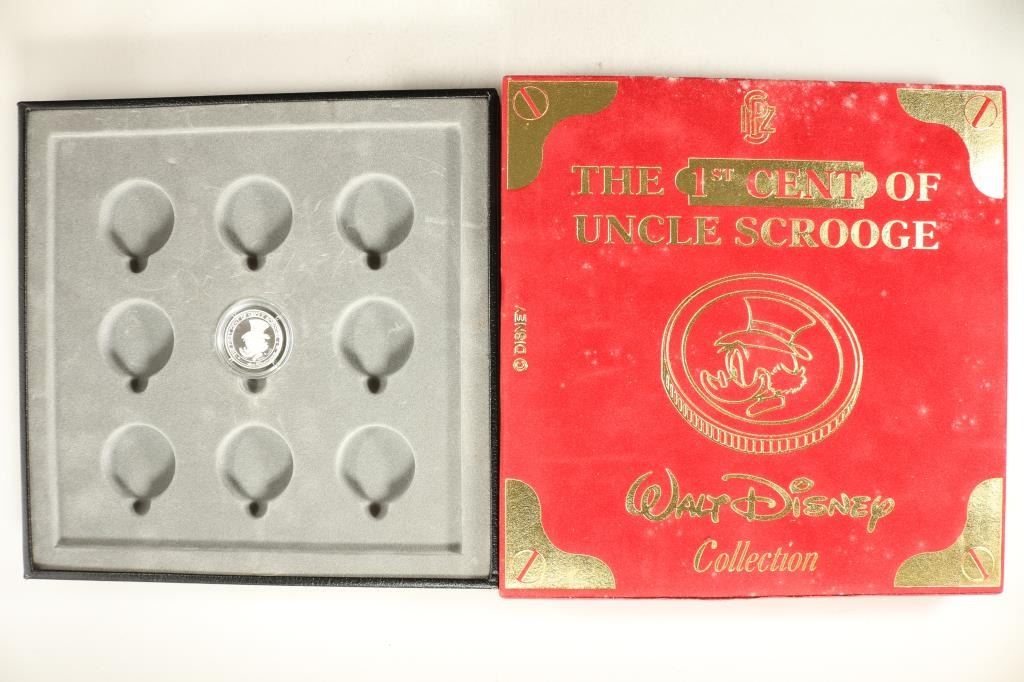 THE 1ST CENT OF
UNCLE SCROOGE
© DISNEY
WALT DISNEY
Collection